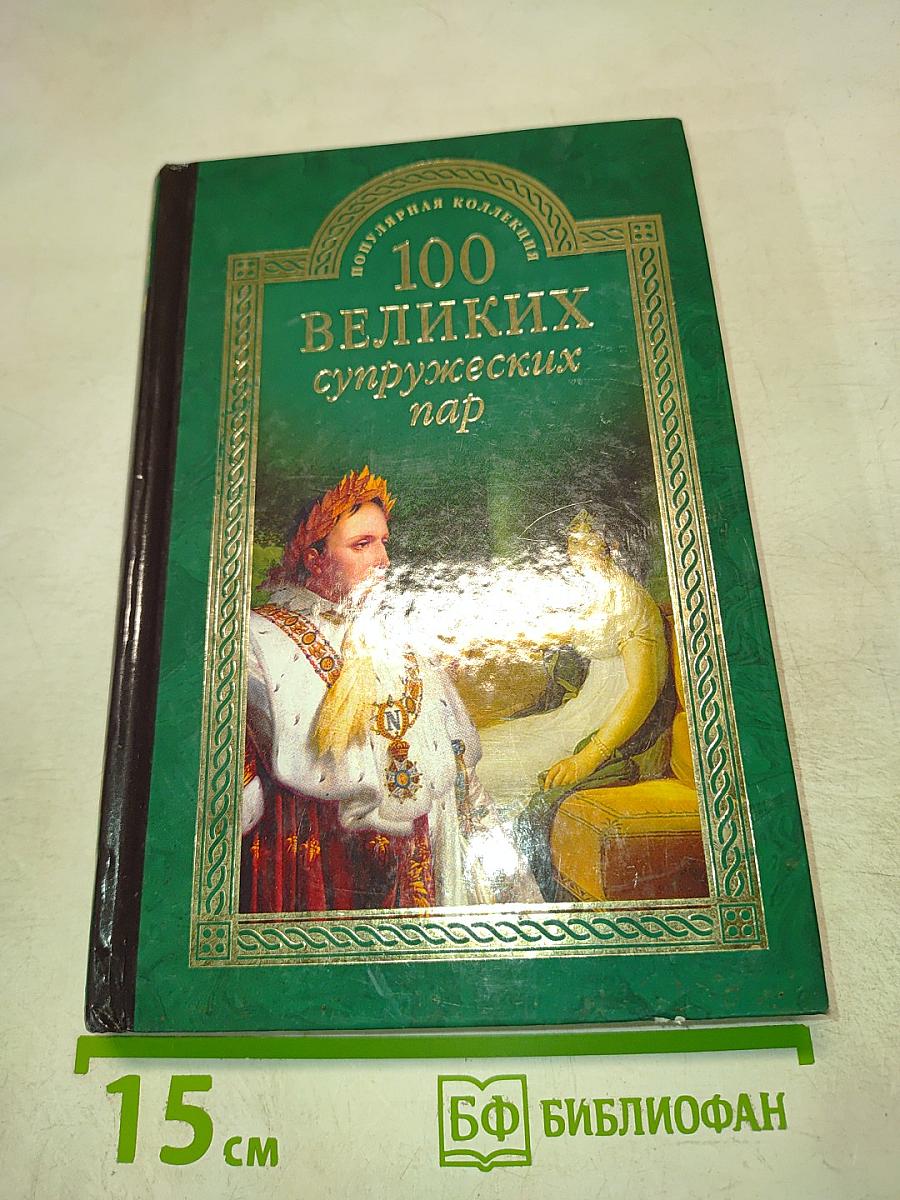 ПОПУЛЯРНАЯ КОЛЛЕКЦИЯ
100
ВЕЛИКИХ
супружеских
пар
N
15 см
БФ БИБЛИОФАН